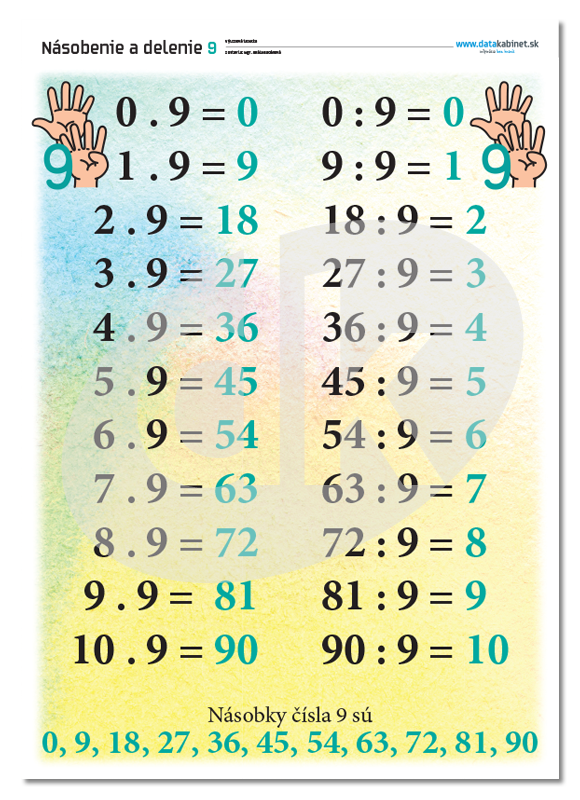 Násobenie a delenie 9
www.datakabinet.sk
0 . 9 = 0 0 : 9 = 0
9 1 . 9 = 9 9 : 9 = 1 9
2 . 9 = 18 18 : 9 = 2
3 . 9 = 27 27 : 9 = 3
4 . 9 = 36 36 : 9 = 4
5 . 9 = 45 45 : 9 = 5
6 . 9 = 54 54 : 9 = 6
7 . 9 = 63 63 : 9 = 7
8 . 9 = 72 72 : 9 = 8
9 . 9 = 81 81 : 9 = 9
10 . 9 = 90 90 : 9 = 10
Násobky čísla 9 sú
0, 9, 18, 27, 36, 45, 54, 63, 72, 81, 90